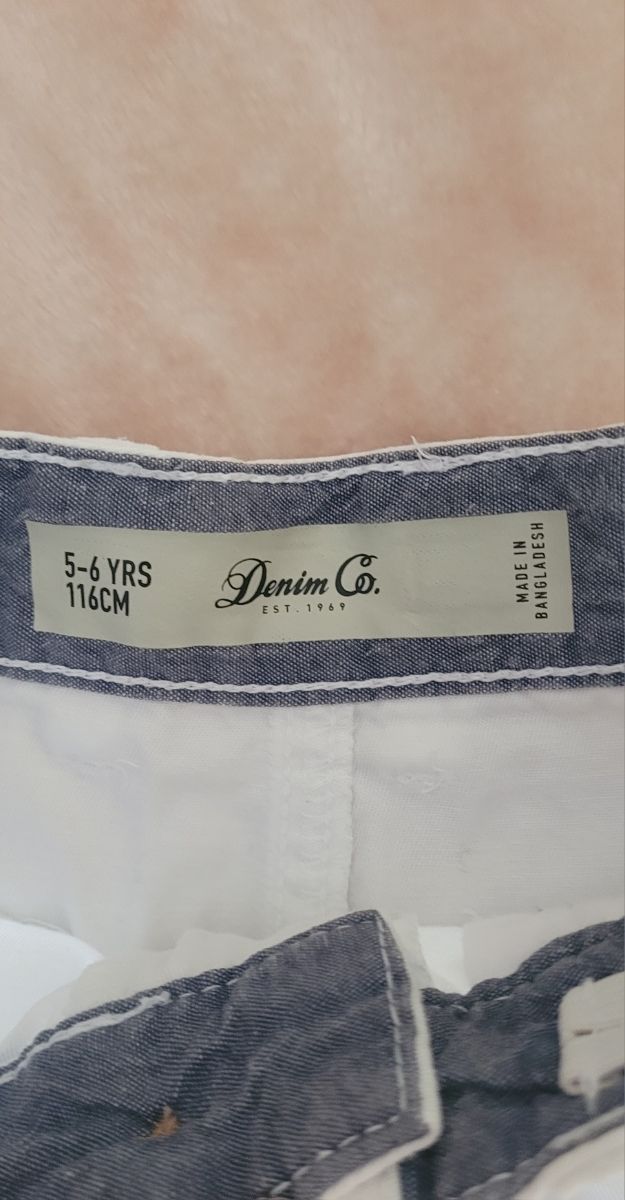 5-6 YRS
116CM
Denim Co.
EST. 1969
MADE IN
BANGLADESH